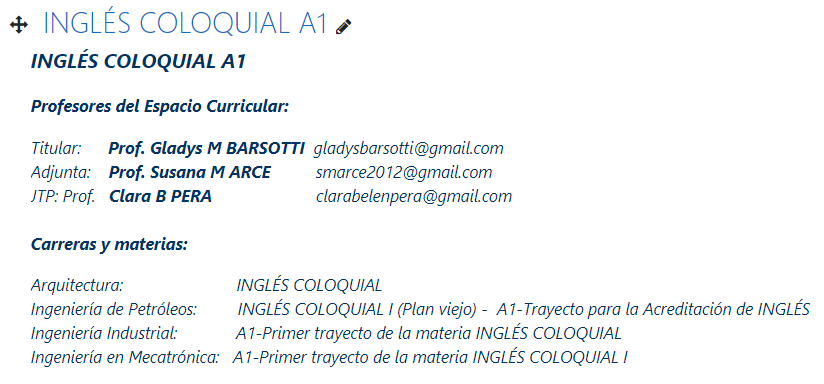 INGLÉS COLOQUIAL A1
INGLÉS COLOQUIAL A1
Profesores del Espacio Curricular:
Titular: Prof. Gladys M BARSOTTI gladysbarsotti@gmail.com
Adjunta: Prof. Susana M ARCE smarce2012@gmail.com
JTP: Prof. Clara B PERA clarabelenpera@gmail.com
Carreras y materias:
Arquitectura: INGLÉS COLOQUIAL
Ingeniería de Petróleos: INGLÉS COLOQUIAL I (Plan viejo) - A1-Trayecto para la Acreditación de INGLÉS
Ingeniería Industrial: A1-Primer trayecto de la materia INGLÉS COLOQUIAL
Ingeniería en Mecatrónica: A1-Primer trayecto de la materia INGLÉS COLOQUIAL I